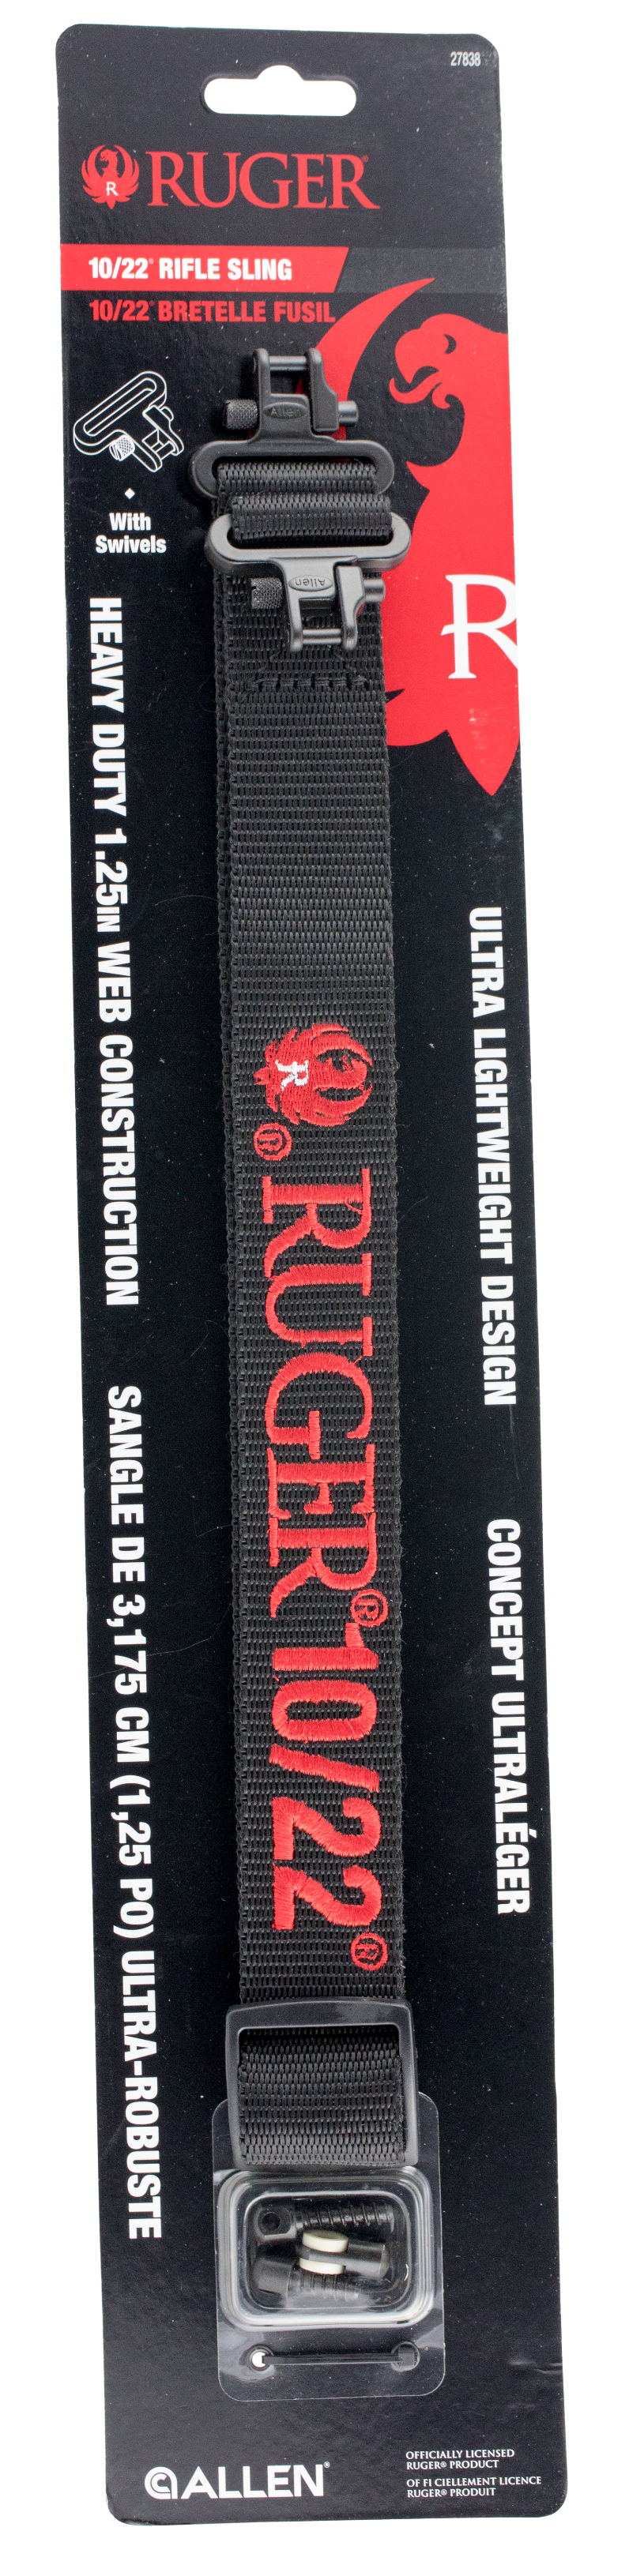 27838
R
RUGER®
10/22® RIFLE SLING
10/22® BRETELLE FUSIL
Allen
Allen
With
Swivels
R
HEAVY DUTY 1.25IN WEB CONSTRUCTION
SANGLE DE 3,175 CM (1,25 PO) ULTRA-ROBUSTE
ULTRA LIGHTWEIGHT DESIGN
CONCEPT ULTRALÉGER
R® RUGER® 10/22®
ALLEN®
OFFICIALLY LICENSED
RUGER® PRODUCT
OF FI CIELLEMENT LICENCE
RUGER® PRODUIT